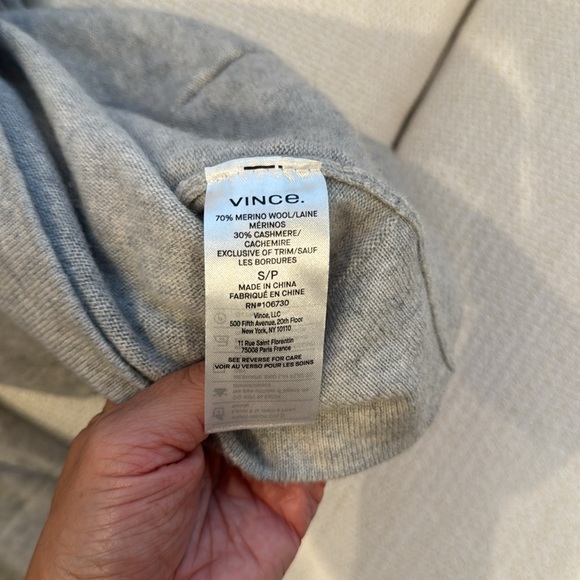 VINCE.
70% MERINO WOOL/LAINE
MÉRINOS
30% CASHMERE/
CACHEMIRE
EXCLUSIVE OF TRIM/SAUF
LES BORDURES
S/P
MADE IN CHINA
FABRIQUÉ EN CHINE
RN#106730
Vince, LLC
500 Fifth Avenue, 20th Floor
New York, NY 10110
11 Rue Saint Florentin
75008 Paris France
SEE REVERSE FOR CARE
VOIR AU VERSO POUR LES SOINS